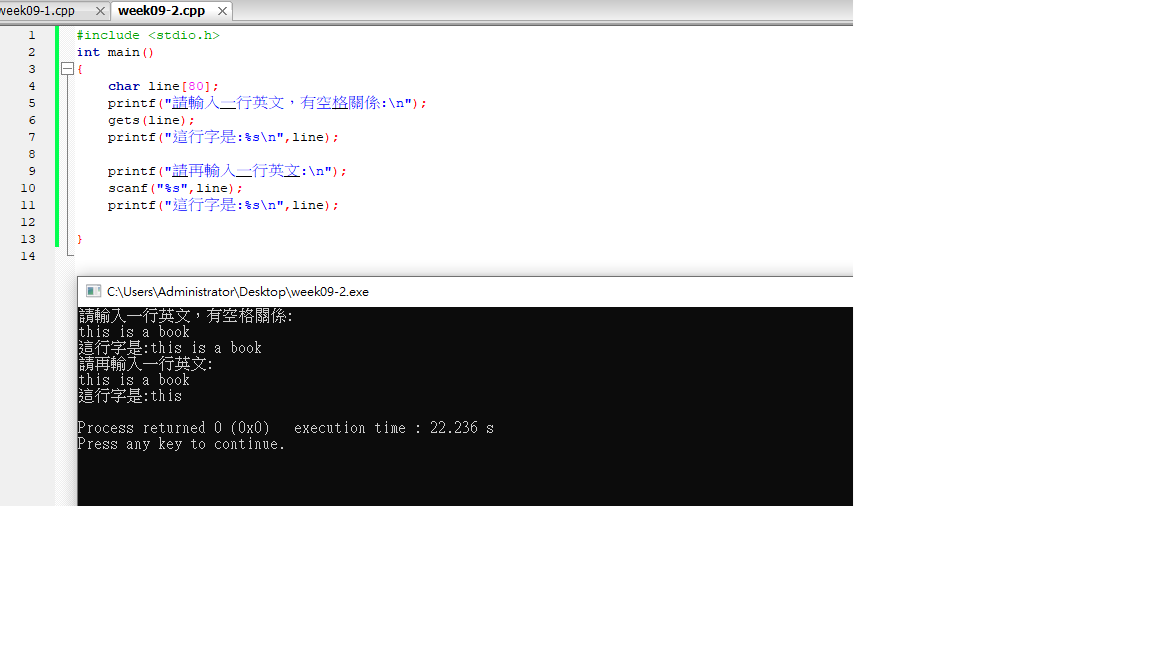 week09-1.cpp week09-2.cpp
1 #include <stdio.h>
2 int main()
3 {
4 char line[80];
5 printf("請輸入一行英文，有空格關係:\n");
6 gets(line);
7 printf("這行字是:%s\n",line);
8
9 printf("請再輸入一行英文:\n");
10 scanf("%s",line);
11 printf("這行字是:%s\n",line);
12
13 }
14
C:\Users\Administrator\Desktop\week09-2.exe
請輸入一行英文，有空格關係:
this is a book
這行字是:this is a book
請再輸入一行英文:
this is a book
這行字是:this
Process returned 0 (0x0) execution time : 22.236 s
Press any key to continue.